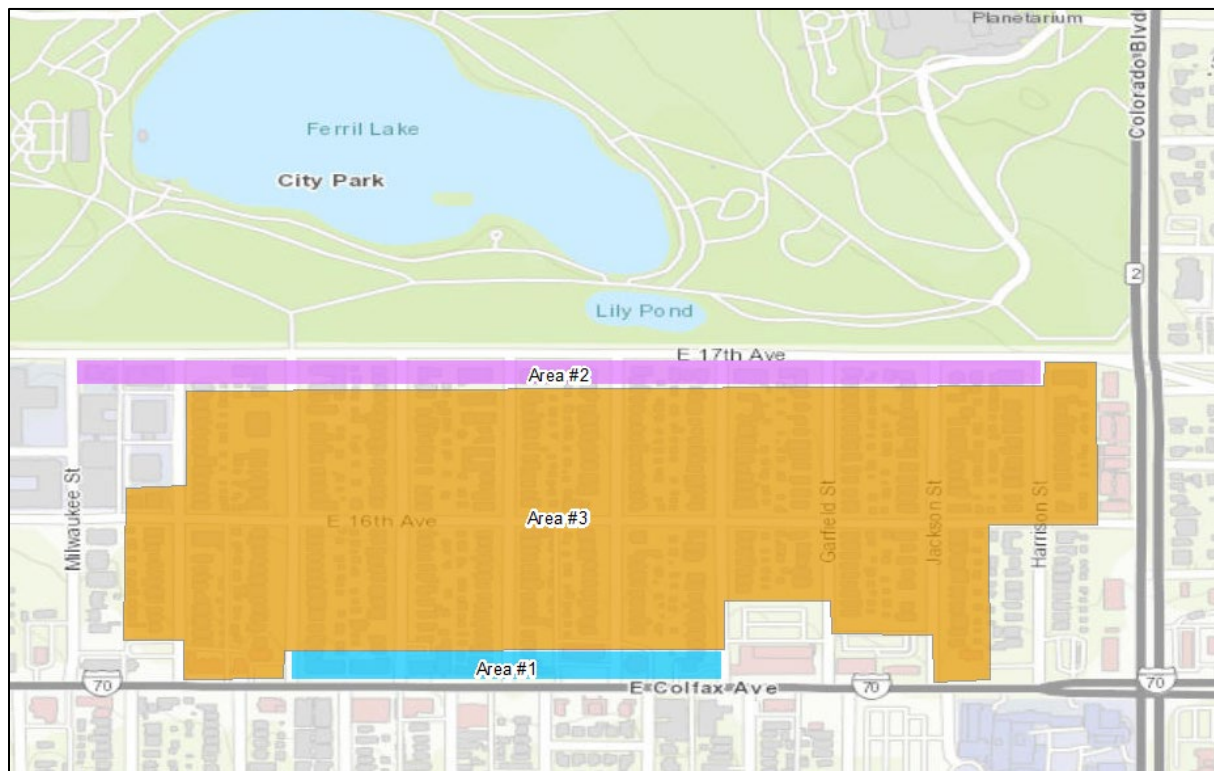 Planetarium
Colorado Blvd
Ferril Lake
City Park
2
Lily Pond
E 17th Ave
Area #2
Milwaukee St
E 16th Ave
Area #3
Garfield St
Jackson St
Harrison St
Area #1
70
E Colfax Ave
70
70